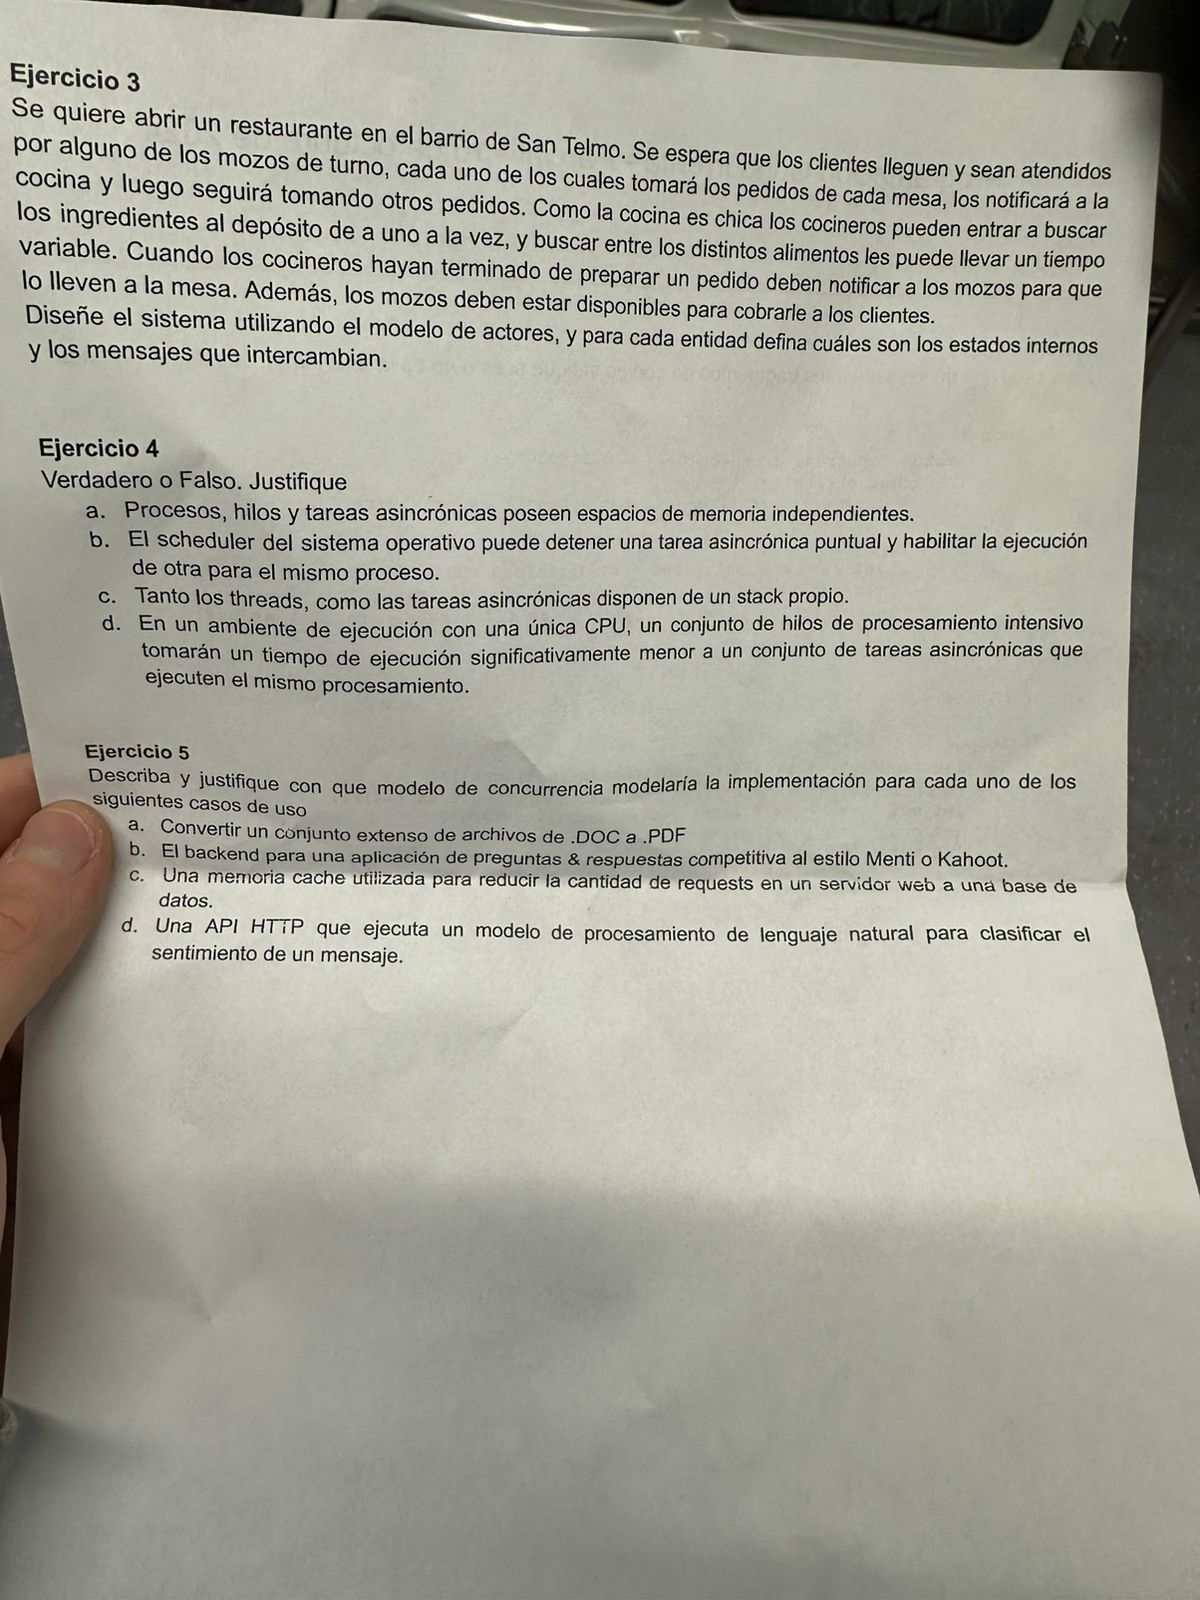 Ejercicio 3
Se quiere abrir un restaurante en el barrio de San Telmo. Se espera que los clientes lleguen y sean atendidos
por alguno de los mozos de turno, cada uno de los cuales tomará los pedidos de cada mesa, los notificará a la
cocina y luego seguirá tomando otros pedidos. Como la cocina es chica los cocineros pueden entrar a buscar
los ingredientes al depósito de a uno a la vez, y buscar entre los distintos alimentos les puede llevar un tiempo
variable. Cuando los cocineros hayan terminado de preparar un pedido deben notificar a los mozos para que
lo lleven a la mesa. Además, los mozos deben estar disponibles para cobrarle a los clientes.
Diseñe el sistema utilizando el modelo de actores, y para cada entidad defina cuáles son los estados internos
y los mensajes que intercambian.
Ejercicio 4
Verdadero o Falso. Justifique
a. Procesos, hilos y tareas asincrónicas poseen espacios de memoria independientes.
b. El scheduler del sistema operativo puede detener una tarea asincrónica puntual y habilitar la ejecución
de otra para el mismo proceso.
c. Tanto los threads, como las tareas asincrónicas disponen de un stack propio.
d. En un ambiente de ejecución con una única CPU, un conjunto de hilos de procesamiento intensivo
tomarán un tiempo de ejecución significativamente menor a un conjunto de tareas asincrónicas que
ejecuten el mismo procesamiento.
Ejercicio 5
Describa y justifique con que modelo de concurrencia modelaría la implementación para cada uno de los
siguientes casos de uso
a. Convertir un conjunto extenso de archivos de .DOC a .PDF
b. El backend para una aplicación de preguntas & respuestas competitiva al estilo Menti o Kahoot.
c. Una memoria cache utilizada para reducir la cantidad de requests en un servidor web a una base de
datos.
d. Una API HTTP que ejecuta un modelo de procesamiento de lenguaje natural para clasificar el
sentimiento de un mensaje.